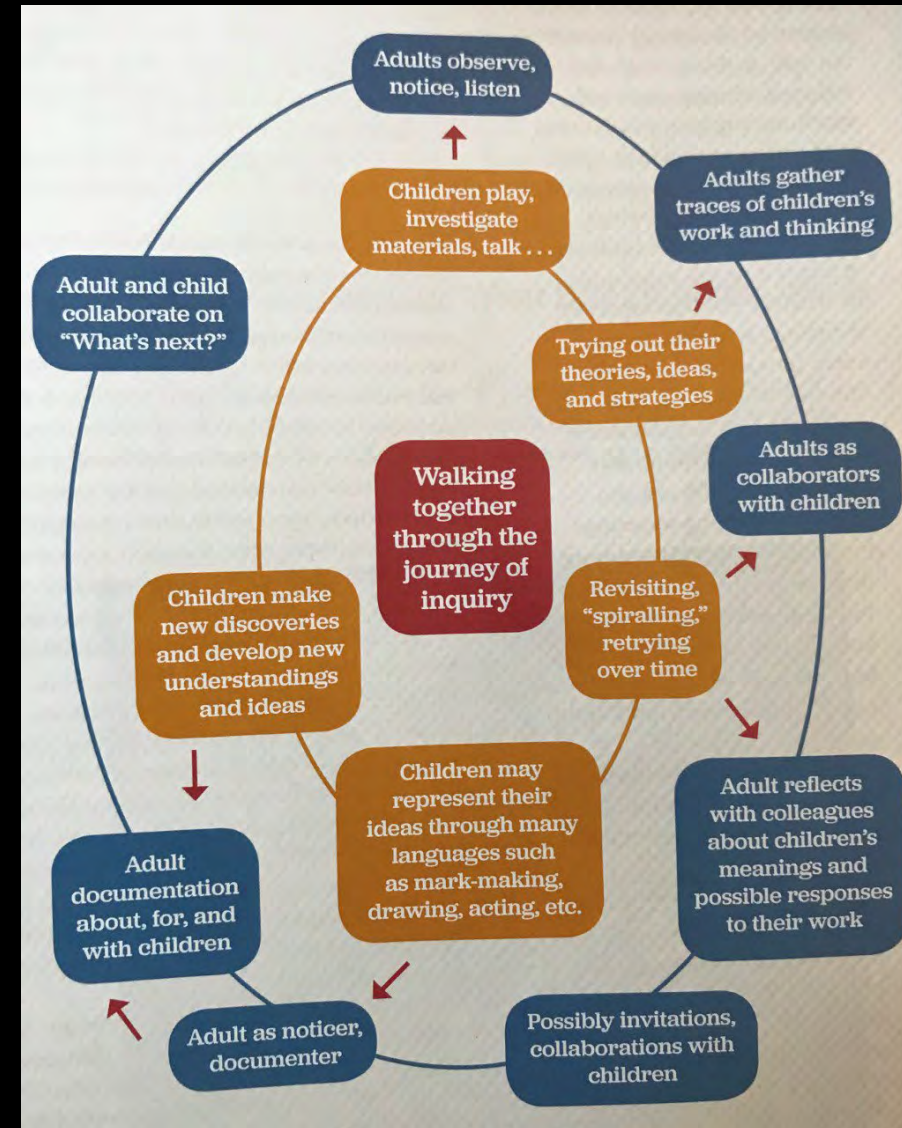 Adults observe,
notice, listen
Children play,
investigate
materials, talk . . .
Adults gather
traces of children's
work and thinking
Adult and child
collaborate on
"What's next?"
Trying out their
theories, ideas,
and strategies
Adults as
collaborators
with children
Walking
together
through the
journey of
inquiry
Revisiting,
"spiralling,"
retrying
over time
Children make
new discoveries
and develop new
understandings
and ideas
Children may
represent their
ideas through many
languages such
as mark-making,
drawing, acting, etc.
Adult reflects
with colleagues
about children's
meanings and
possible responses
to their work
Adult
documentation
about, for, and
with children
Adult as noticer,
documenter
Possibly invitations,
collaborations with
children